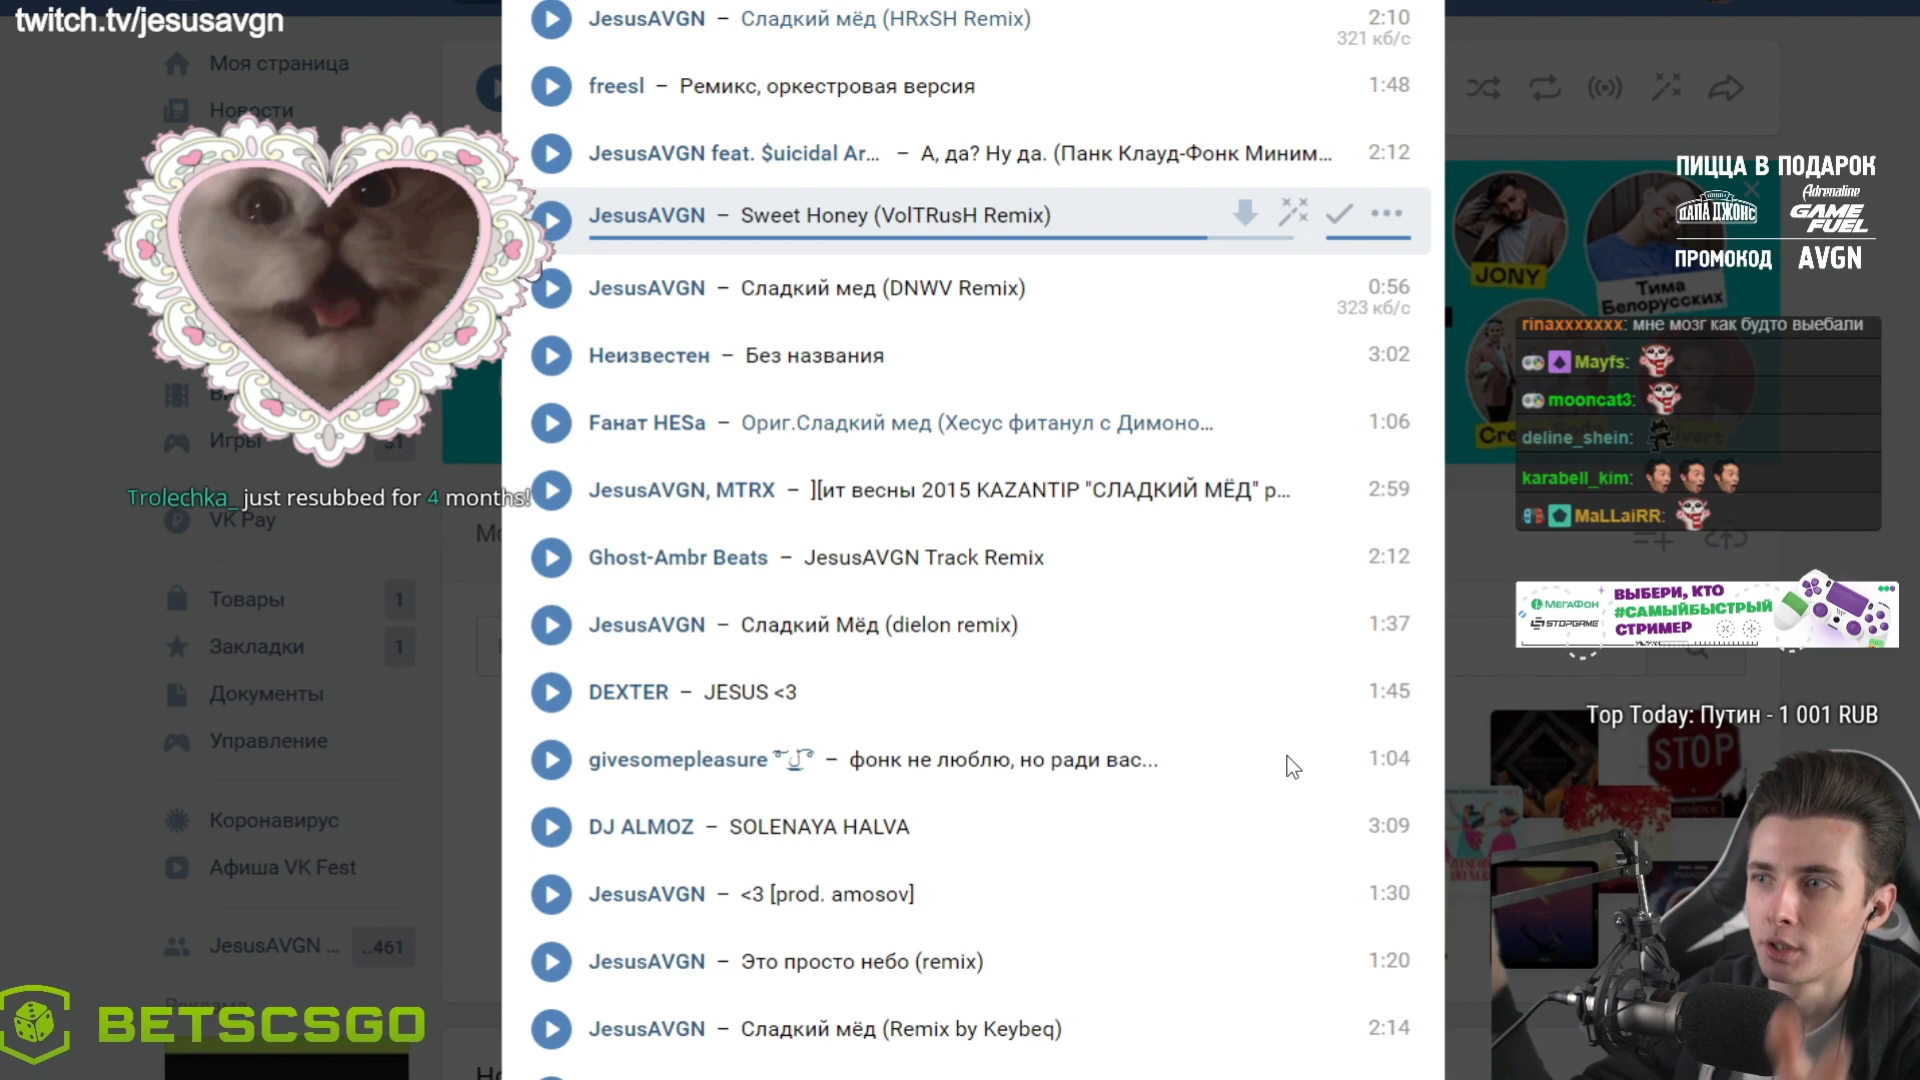 twitch.tv/jesusavgn
Моя страница
Новости
Игры
31
Trolechka_ just resubbed for 4 months!
VK Pay
Товары 1
Закладки 1
Документы
Управление
Коронавирус
Афиша VK Fest
JesusAVGN ... ..461
Реклама
BETSCSGO
JesusAVGN – Сладкий мёд (HRxSH Remix) 2:10
321 кб/с
freesl – Ремикс, оркестровая версия 1:48
JesusAVGN feat. $uicidal Ar... – А, да? Ну да. (Панк Клауд-Фонк Миним... 2:12
JesusAVGN – Sweet Honey (VolTRusH Remix)
JesusAVGN – Сладкий мед (DNWV Remix) 0:56
323 кб/с
Неизвестен – Без названия 3:02
Fанат HESa – Ориг.Сладкий мед (Хесус фитанул с Димоно... 1:06
JesusAVGN, MTRX – ][ит весны 2015 KAZANTIP "СЛАДКИЙ МЁД" р... 2:59
Ghost-Ambr Beats – JesusAVGN Track Remix 2:12
JesusAVGN – Сладкий Мёд (dielon remix) 1:37
DEXTER – JESUS <3 1:45
givesomepleasure ͡° ͜ʖ ͡° – фонк не люблю, но ради вас... 1:04
DJ ALMOZ – SOLENAYA HALVA 3:09
JesusAVGN – <3 [prod. amosov] 1:30
JesusAVGN – Это просто небо (remix) 1:20
JesusAVGN – Сладкий мёд (Remix by Keybeq) 2:14
ПИЦЦА В ПОДАРОК
ПАПА ДЖОНС
Adrenaline
GAME
FUEL
ПРОМОКОД AVGN
JONY
Тима
Белорусских
rinaxxxxxxx: мне мозг как будто выебали
Mayfs:
mooncat3:
deline_shein:
karabell_kim:
MaLLaiRR:
МЕГАФОН
STOPGAME
ВЫБЕРИ, КТО
#САМЫЙБЫСТРЫЙ
СТРИМЕР
Top Today: Путин - 1 001 RUB
STOP